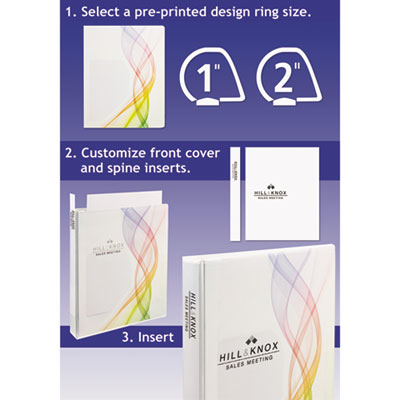 1. Select a pre-printed design ring size.
1"
2"
2. Customize front cover
and spine inserts.
HILL & KNOX
SALES MEETING
HILL & KNOX
SALES MEETING
3. Insert
HILL & KNOX
SALES MEETING
HILL & KNOX
SALES MEETING